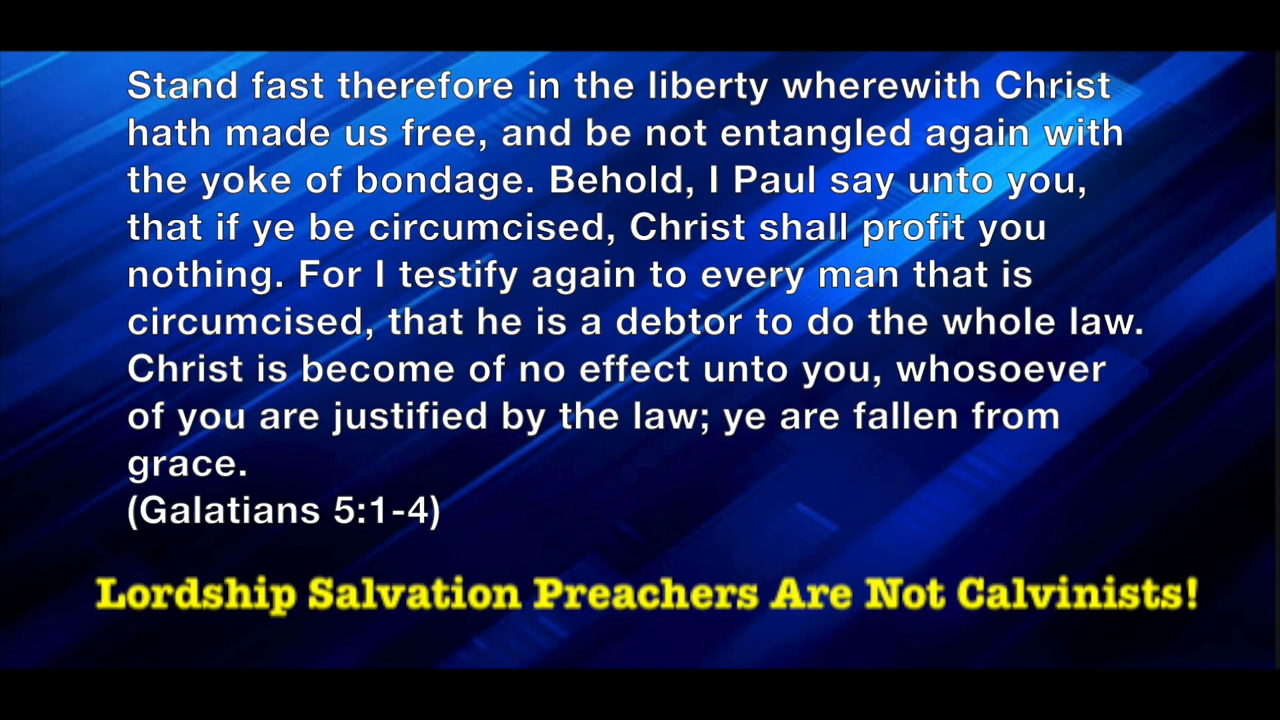 Stand fast therefore in the liberty wherewith Christ
hath made us free, and be not entangled again with
the yoke of bondage. Behold, I Paul say unto you,
that if ye be circumcised, Christ shall profit you
nothing. For I testify again to every man that is
circumcised, that he is a debtor to do the whole law.
Christ is become of no effect unto you, whosoever
of you are justified by the law; ye are fallen from
grace.
(Galatians 5:1-4)
Lordship Salvation Preachers Are Not Calvinists!